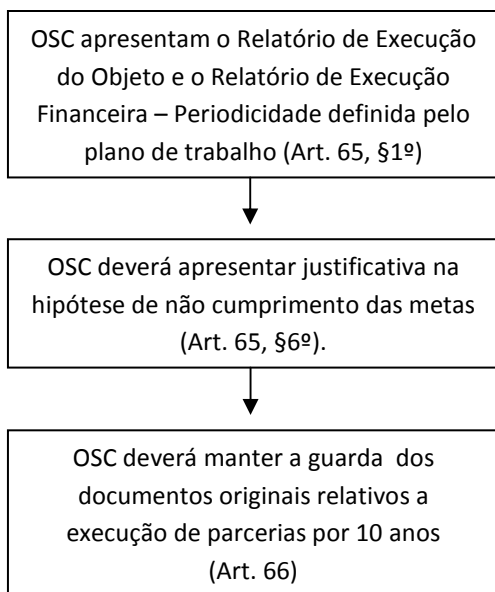 OSC apresentam o Relatório de Execução
do Objeto e o Relatório de Execução
Financeira – Periodicidade definida pelo
plano de trabalho (Art. 65, §1º)
OSC deverá apresentar justificativa na
hipótese de não cumprimento das metas
(Art. 65, §6º).
OSC deverá manter a guarda dos
documentos originais relativos a
execução de parcerias por 10 anos
(Art. 66)